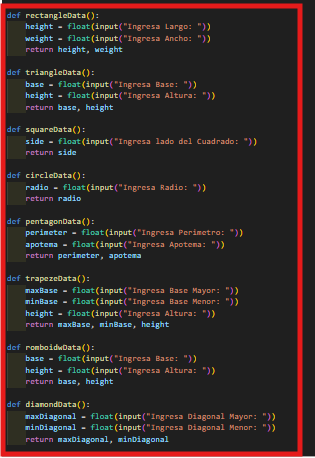 def rectangleData():
    height = float(input("Ingresa Largo: "))
    weight = float(input("Ingresa Ancho: "))
    return height, weight
def triangleData():
    base = float(input("Ingresa Base: "))
    height = float(input("Ingresa Altura: "))
    return base, height
def squareData():
    side = float(input("Ingresa lado del Cuadrado: "))
    return side
def circleData():
    radio = float(input("Ingresa Radio: "))
    return radio
def pentagonData():
    perimeter = float(input("Ingresa Perimetro: "))
    apotema = float(input("Ingresa Apotema: "))
    return perimeter, apotema
def trapezeData():
    maxBase = float(input("Ingresa Base Mayor: "))
    minBase = float(input("Ingresa Base Menor: "))
    height = float(input("Ingresa Altura: "))
    return maxBase, minBase, height
def romboidwData():
    base = float(input("Ingresa Base: "))
    height = float(input("Ingresa Altura: "))
    return base, height
def diamondData():
    maxDiagonal = float(input("Ingresa Diagonal Mayor: "))
    minDiagonal = float(input("Ingresa Diagonal Menor: "))
    return maxDiagonal, minDiagonal